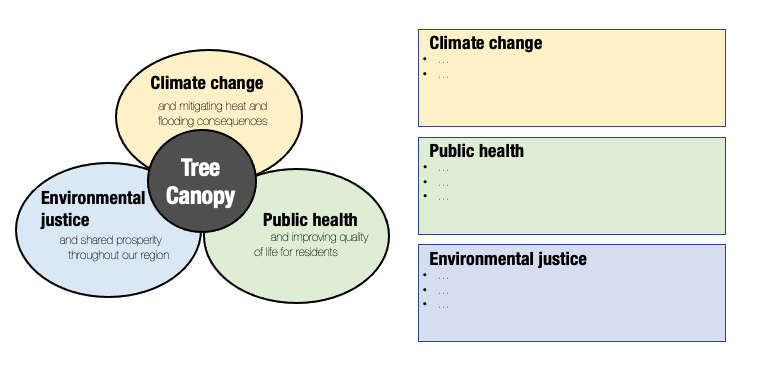 Climate change
and mitigating heat and
flooding consequences
Tree
Canopy
Environmental
justice
and shared prosperity
throughout our region
Public health
and improving quality
of life for residents
Climate change
• ...
• ...
Public health
• ...
• ...
• ...
Environmental justice
• ...
• ...
• ...